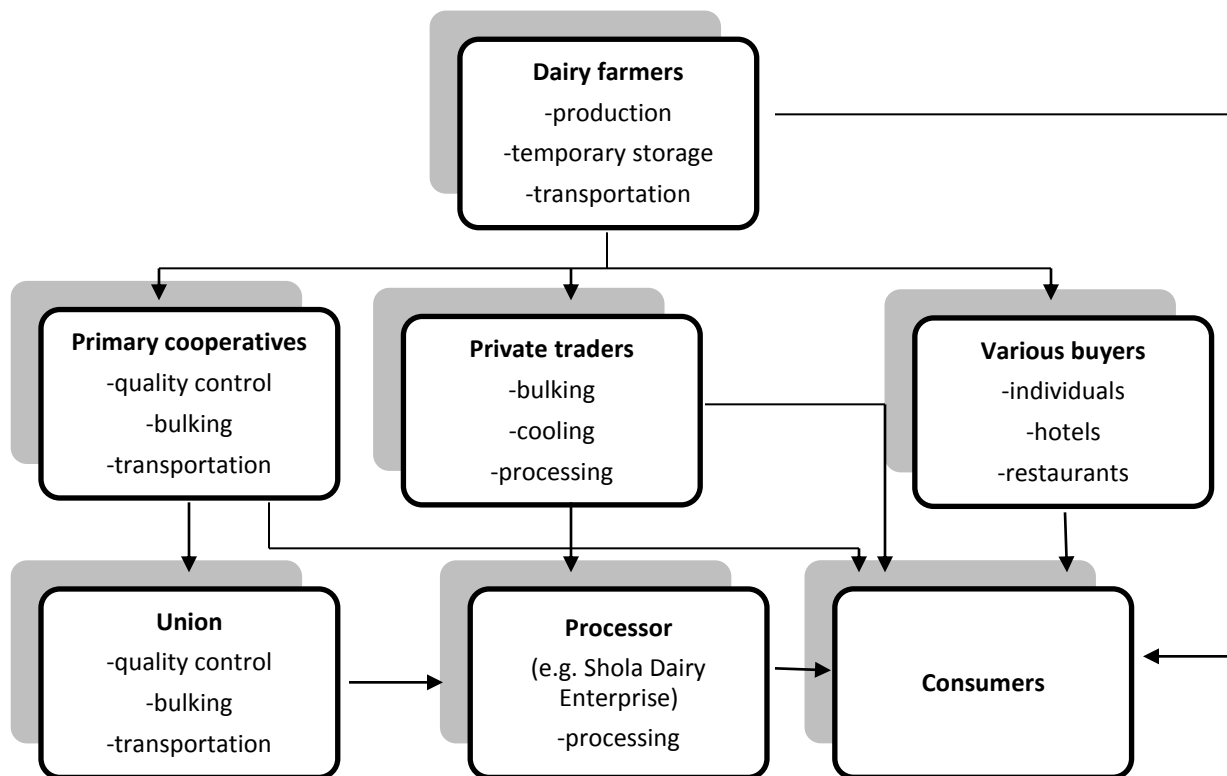 Dairy farmers
-production
-temporary storage
-transportation
Primary cooperatives
-quality control
-bulking
-transportation
Private traders
-bulking
-cooling
-processing
Various buyers
-individuals
-hotels
-restaurants
Union
-quality control
-bulking
-transportation
Processor
(e.g. Shola Dairy
Enterprise)
-processing
Consumers